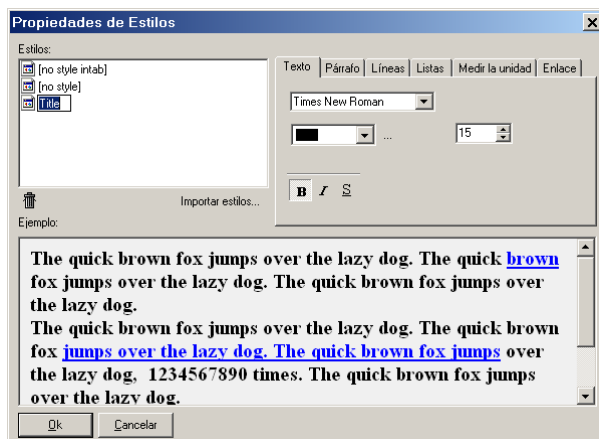 Propiedades de Estilos
Estilos:
[no style intab]
[no style]
Title
Importar estilos...
Texto Párrafo Líneas Listas Medir la unidad Enlace
Times New Roman
... 15
B I S
Ejemplo:
The quick brown fox jumps over the lazy dog. The quick brown
fox jumps over the lazy dog. The quick brown fox jumps over
the lazy dog.
The quick brown fox jumps over the lazy dog. The quick brown
fox jumps over the lazy dog. The quick brown fox jumps over
the lazy dog,  1234567890 times. The quick brown fox jumps
over the lazy dog.
Ok Cancelar